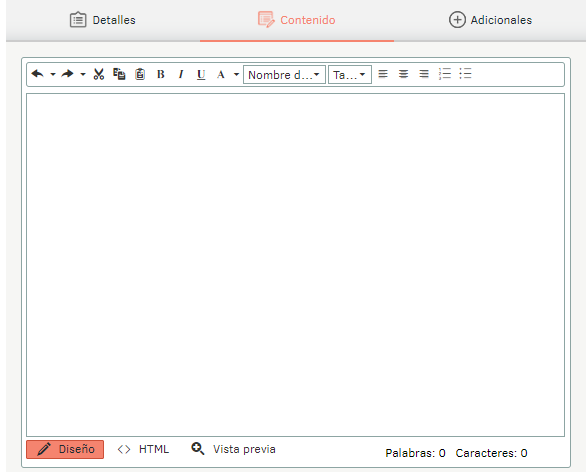 Detalles Contenido Adicionales
B I U A Nombre d... Ta...
Diseño <> HTML Vista previa Palabras: 0 Caracteres: 0